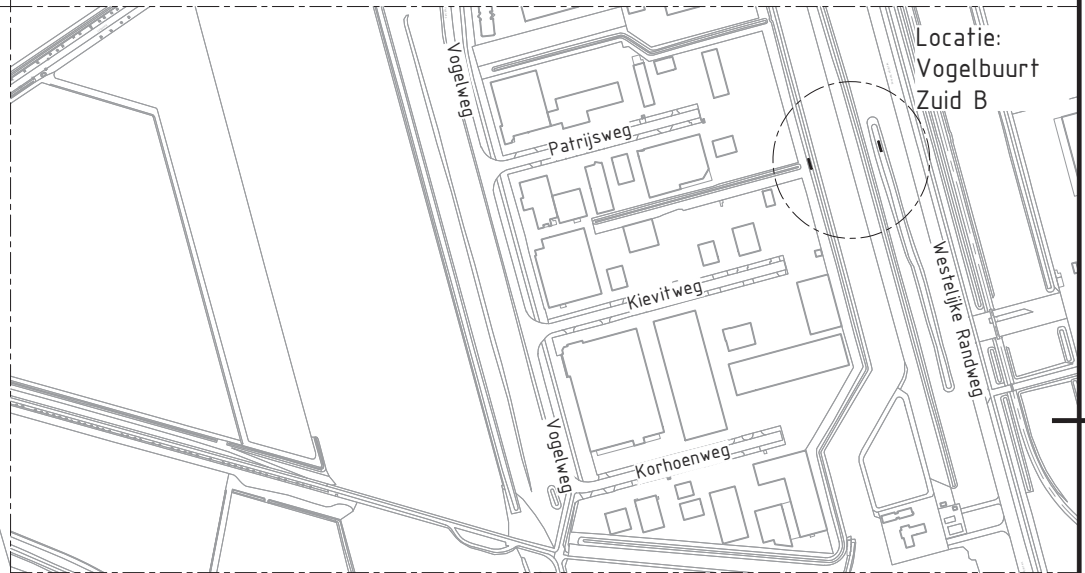 Locatie:
Vogelbuurt
Zuid B
Vogelweg
Patrijsweg
Kievitweg
Westelijke Randweg
Vogelweg
Korhoenweg